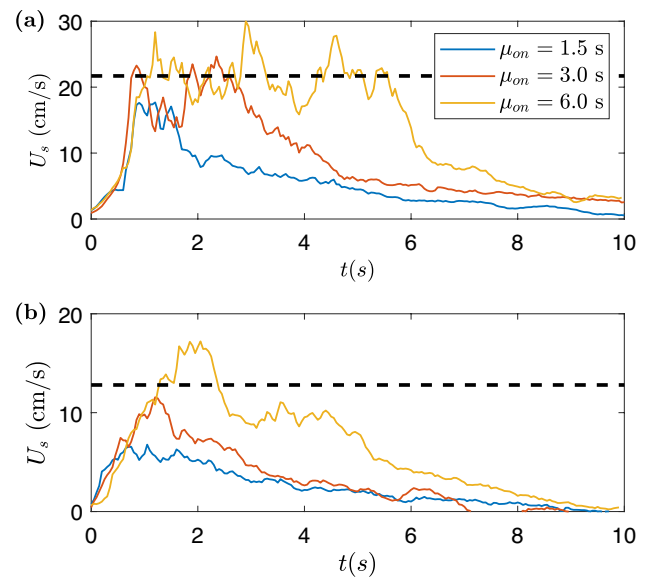 (a)
30
20
10
0
U_s (cm/s)
μ_on = 1.5 s
μ_on = 3.0 s
μ_on = 6.0 s
0 2 4 6 8 10
t(s)
(b)
20
10
0
U_s (cm/s)
0 2 4 6 8 10
t(s)